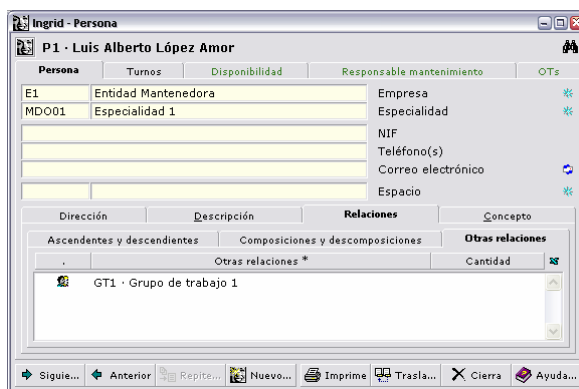 Ingrid - Persona
P1 · Luis Alberto López Amor
Persona Turnos Disponibilidad Responsable mantenimiento OTs
E1 Entidad Mantenedora Empresa
MDO01 Especialidad 1 Especialidad
NIF
Teléfono(s)
Correo electrónico
Espacio
Dirección Descripción Relaciones Concepto
Ascendentes y descendientes Composiciones y descomposiciones Otras relaciones
. Otras relaciones * Cantidad
GT1 · Grupo de trabajo 1
Siguie... Anterior Repite... Nuevo... Imprime Trasla... Cierra Ayuda...